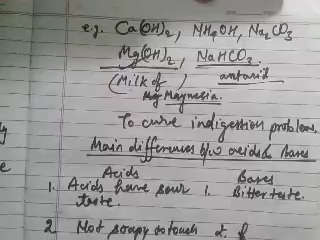 e.g. Ca(OH)2, NH4OH, Na2CO3
Mg(OH)2, NaHCO3
(Milk of Magnesia.) antacid
To cure indigestion problems.
Main differences b/w acids & Bases
Acids Bases
1. Acids have sour taste. 1. Bitter taste.
2 Not soapy to touch